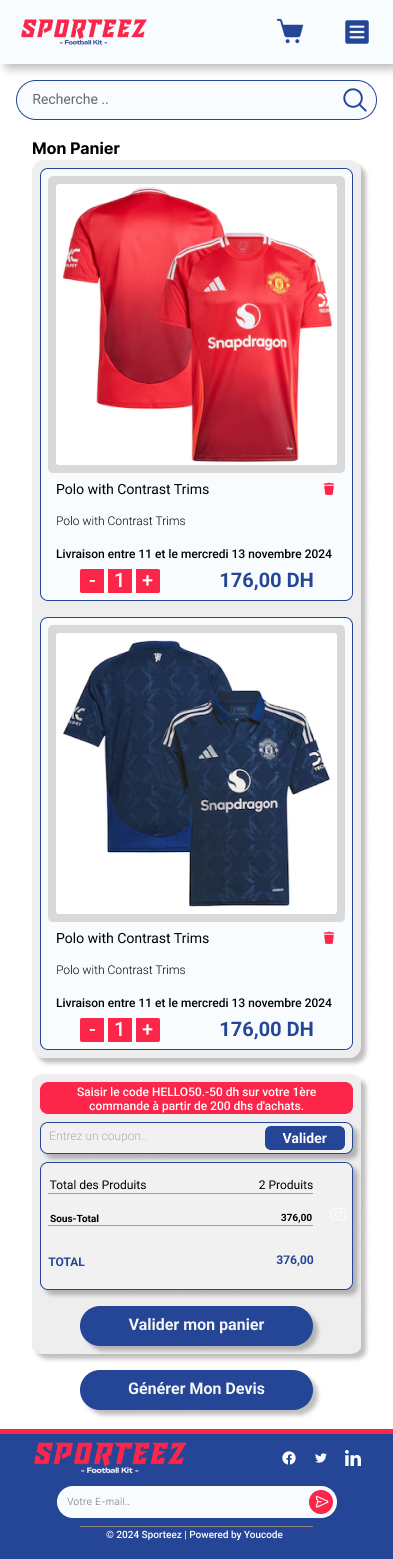 SPORTEEZ
- Football Kit -
Recherche ..
Mon Panier
Snapdragon
Polo with Contrast Trims
Polo with Contrast Trims
Livraison entre 11 et le mercredi 13 novembre 2024
- 1 + 176,00 DH
Snapdragon
Polo with Contrast Trims
Polo with Contrast Trims
Livraison entre 11 et le mercredi 13 novembre 2024
- 1 + 176,00 DH
Saisir le code HELLO50.-50 dh sur votre 1ère
commande à partir de 200 dhs d'achats.
Entrez un coupon.. Valider
Total des Produits 2 Produits
Sous-Total 376,00
TOTAL 376,00
Valider mon panier
Générer Mon Devis
SPORTEEZ
- Football Kit -
Votre E-mail..
© 2024 Sporteez | Powered by Youcode